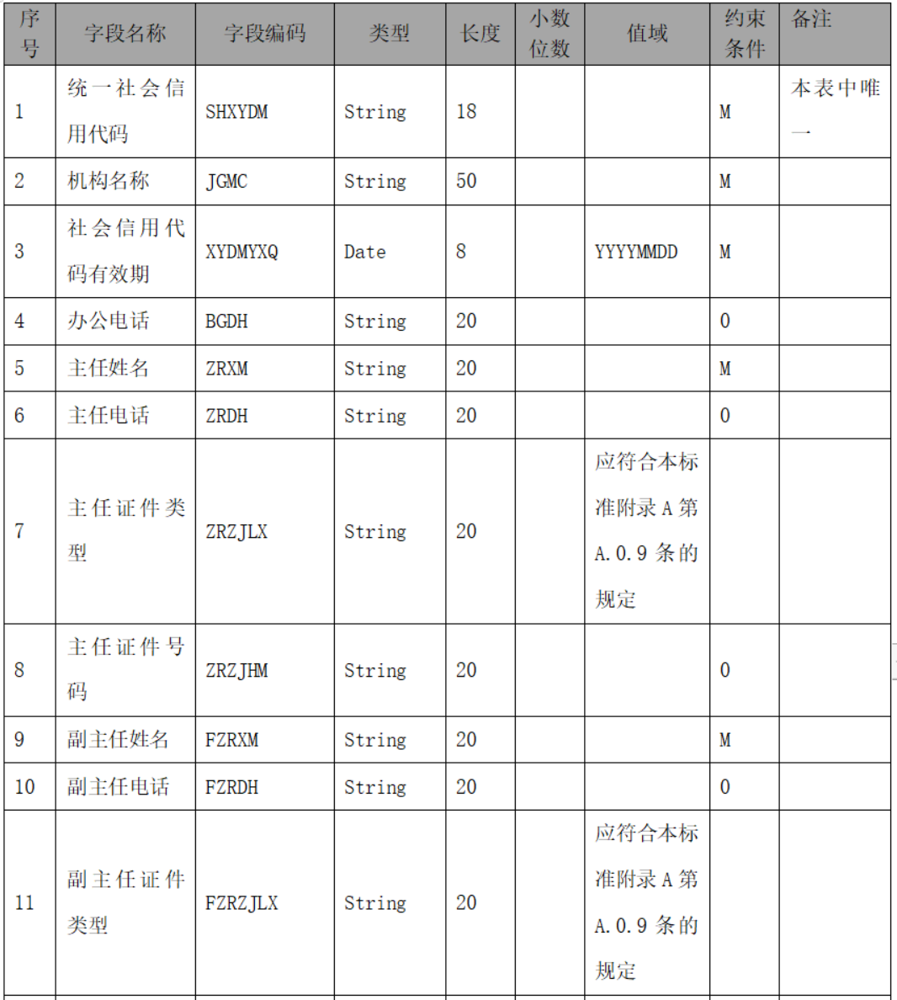 序号 字段名称 字段编码 类型 长度 小数位数 值域 约束条件 备注
1 统一社会信用代码 SHXYDM String 18 M 本表中唯一
2 机构名称 JGMC String 50 M
3 社会信用代码有效期 XYDMYXQ Date 8 YYYYMMDD M
4 办公电话 BGDH String 20 O
5 主任姓名 ZRXM String 20 M
6 主任电话 ZRDH String 20 O
7 主任证件类型 ZRZJLX String 20 应符合本标准附录 A 第 A.0.9 条的规定
8 主任证件号码 ZRZJHM String 20 O
9 副主任姓名 FZRXM String 20 M
10 副主任电话 FZRDH String 20 O
11 副主任证件类型 FZRZJLX String 20 应符合本标准附录 A 第 A.0.9 条的规定